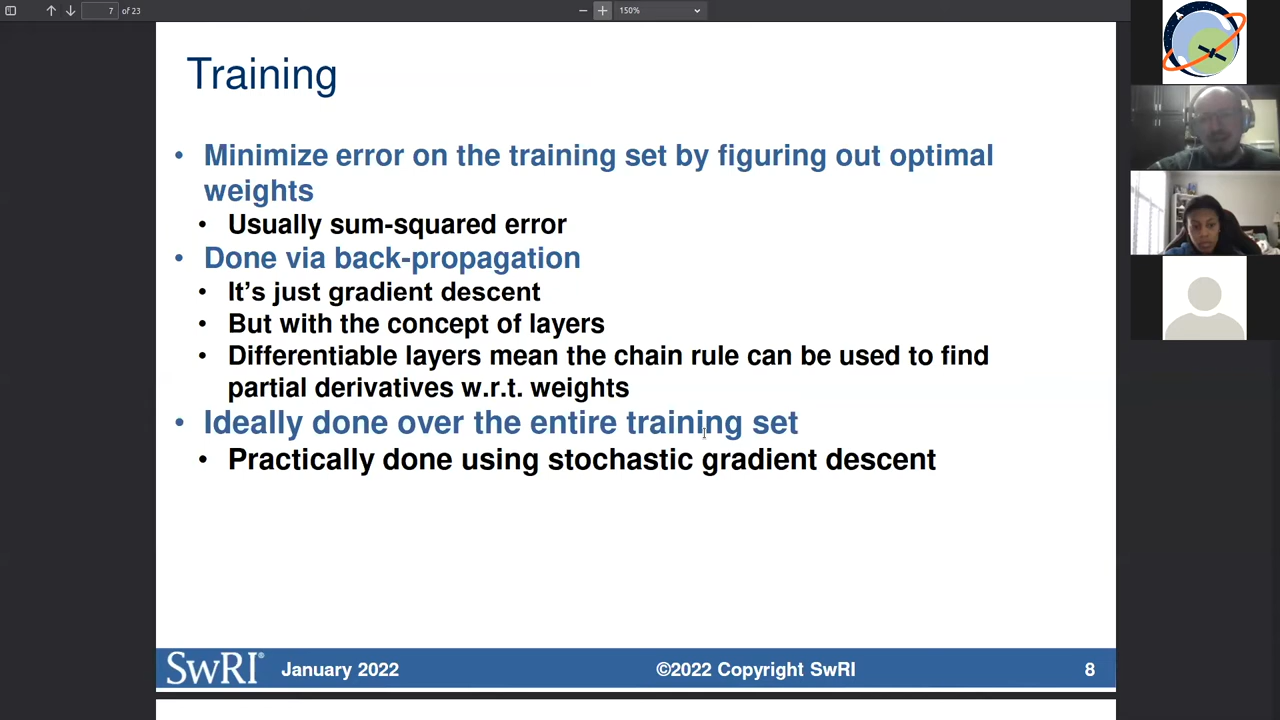 7 of 23
150%
Training
• Minimize error on the training set by figuring out optimal
weights
• Usually sum-squared error
• Done via back-propagation
• It’s just gradient descent
• But with the concept of layers
• Differentiable layers mean the chain rule can be used to find
partial derivatives w.r.t. weights
• Ideally done over the entire training set
• Practically done using stochastic gradient descent
SwRI® January 2022 ©2022 Copyright SwRI 8